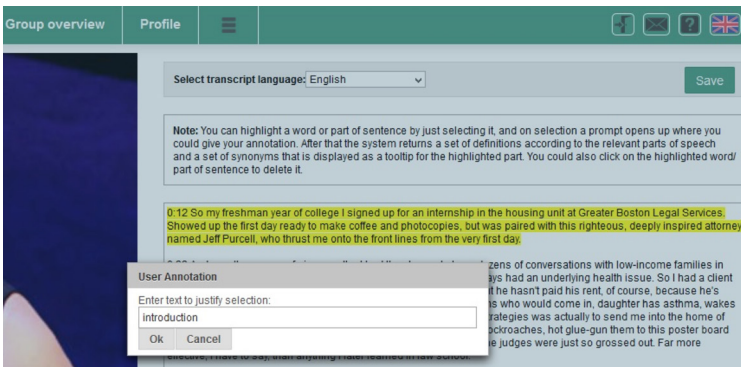 Group overview
Profile
Select transcript language: English
Save
Note: You can highlight a word or part of sentence by just selecting it, and on selection a prompt opens up where you
could give your annotation. After that the system returns a set of definitions according to the relevant parts of speech
and a set of synonyms that is displayed as a tooltip for the highlighted part. You could also click on the highlighted word/
part of sentence to delete it.
0:12 So my freshman year of college I signed up for an internship in the housing unit at Greater Boston Legal Services.
Showed up the first day ready to make coffee and photocopies, but was paired with this righteous, deeply inspired attorney
named Jeff Purcell, who thrust me onto the front lines from the very first day.
zens of conversations with low-income families in
User Annotation
ays had an underlying health issue. So I had a client
Enter text to justify selection:
he hasn't paid his rent, of course, because he's
introduction
who would come in, daughter has asthma, wakes
rategies was actually to send me into the home of
Ok Cancel
ockroaches, hot glue-gun them to this poster board
e judges were just so grossed out. Far more
effective, I have to say, than anything I later learned in law school.